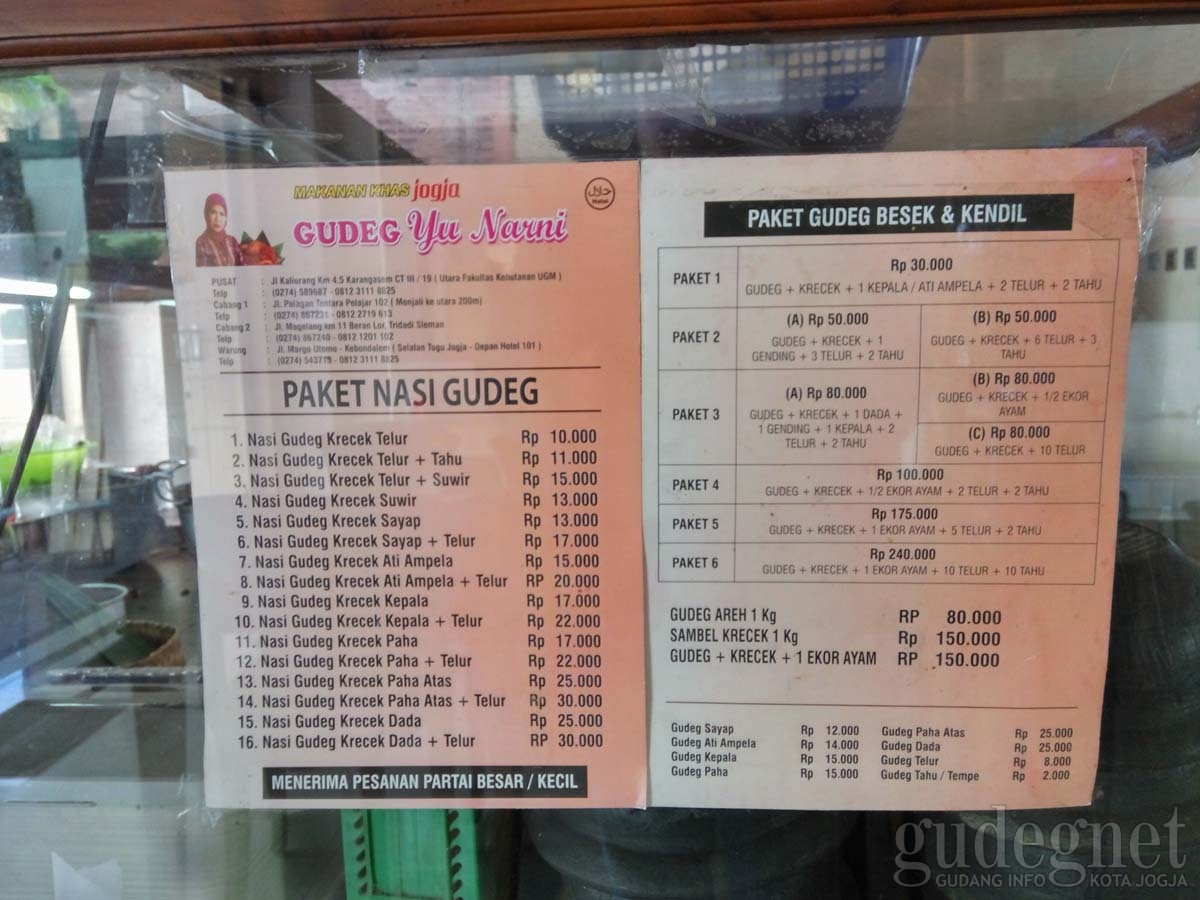 MAKANAN KHAS jogja
GUDEG Yu Narni
حلال
Halal
PUSAT : Jl Kaliurang Km 4.5 Karangasem CT III / 19 ( Utara Fakultas Kehutanan UGM )
Telp : (0274) 589687 - 0812 3111 8825
Cabang 1 : Jl. Palagan Tentara Pelajar 102 ( Monjali ke utara 200m)
Telp : (0274) 867231 - 0812 2719 613
Cabang 2 : Jl. Magelang km 11 Beran Lor, Tridadi Sleman
Telp : (0274) 867240 - 0812 1201 102
Warung : Jl. Margo Utomo - Kebondalem ( Selatan Tugu Jogja - Depan Hotel 101 )
Telp : (0274) 543715 - 0812 3111 8825
PAKET NASI GUDEG
1. Nasi Gudeg Krecek Telur Rp 10.000
2. Nasi Gudeg Krecek Telur + Tahu Rp 11.000
3. Nasi Gudeg Krecek Telur + Suwir Rp 15.000
4. Nasi Gudeg Krecek Suwir Rp 13.000
5. Nasi Gudeg Krecek Sayap Rp 13.000
6. Nasi Gudeg Krecek Sayap + Telur Rp 17.000
7. Nasi Gudeg Krecek Ati Ampela Rp 15.000
8. Nasi Gudeg Krecek Ati Ampela + Telur RP 20.000
9. Nasi Gudeg Krecek Kepala Rp 17.000
10. Nasi Gudeg Krecek Kepala + Telur Rp 22.000
11. Nasi Gudeg Krecek Paha Rp 17.000
12. Nasi Gudeg Krecek Paha + Telur Rp 22.000
13. Nasi Gudeg Krecek Paha Atas Rp 25.000
14. Nasi Gudeg Krecek Paha Atas + Telur Rp 30.000
15. Nasi Gudeg Krecek Dada Rp 25.000
16. Nasi Gudeg Krecek Dada + Telur RP 30.000
MENERIMA PESANAN PARTAI BESAR / KECIL
PAKET GUDEG BESEK & KENDIL
PAKET 1
Rp 30.000
GUDEG + KRECEK + 1 KEPALA / ATI AMPELA + 2 TELUR + 2 TAHU
PAKET 2
(A) Rp 50.000
GUDEG + KRECEK + 1
GENDING + 3 TELUR + 2 TAHU
(B) Rp 50.000
GUDEG + KRECEK + 6 TELUR + 3
TAHU
PAKET 3
(A) Rp 80.000
GUDEG + KRECEK + 1 DADA +
1 GENDING + 1 KEPALA + 2
TELUR + 2 TAHU
(B) Rp 80.000
GUDEG + KRECEK + 1/2 EKOR
AYAM
(C) Rp 80.000
GUDEG + KRECEK + 10 TELUR
PAKET 4
Rp 100.000
GUDEG + KRECEK + 1/2 EKOR AYAM + 2 TELUR + 2 TAHU
PAKET 5
Rp 175.000
GUDEG + KRECEK + 1 EKOR AYAM + 5 TELUR + 2 TAHU
PAKET 6
Rp 240.000
GUDEG + KRECEK + 1 EKOR AYAM + 10 TELUR + 10 TAHU
GUDEG AREH 1 Kg RP 80.000
SAMBEL KRECEK 1 Kg Rp 150.000
GUDEG + KRECEK + 1 EKOR AYAM RP 150.000
Gudeg Sayap Rp 12.000 Gudeg Paha Atas Rp 25.000
Gudeg Ati Ampela Rp 14.000 Gudeg Dada Rp 25.000
Gudeg Kepala Rp 15.000 Gudeg Telur Rp 8.000
Gudeg Paha Rp 15.000 Gudeg Tahu / Tempe Rp 2.000
gudegnet
GUDANG INFO KOTA JOGJA